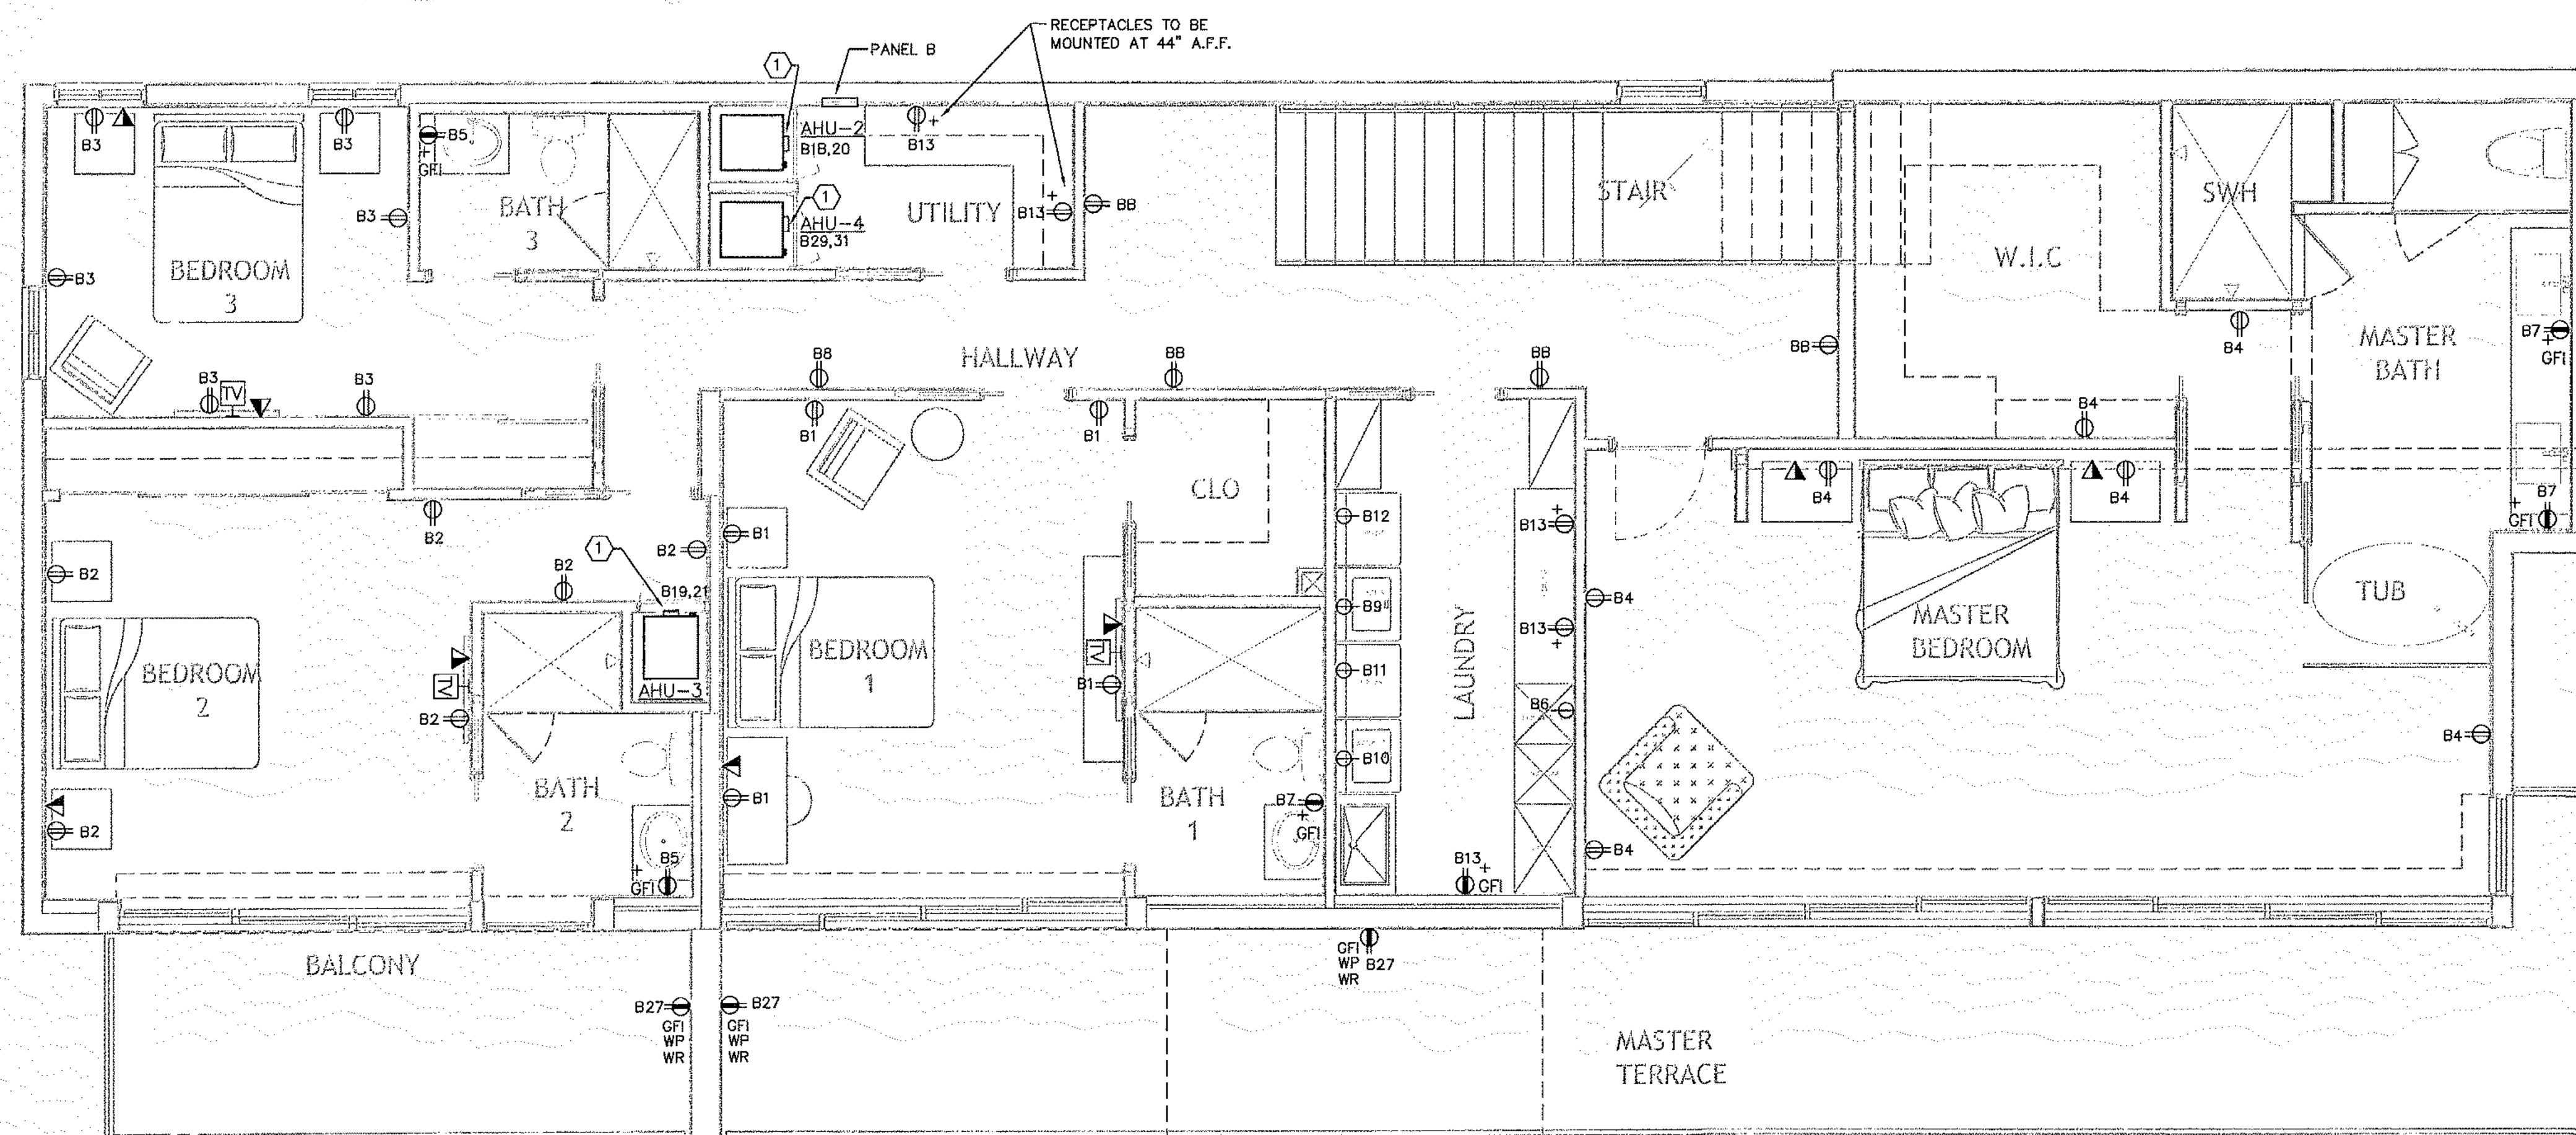 RECEPTACLES TO BE
MOUNTED AT 44" A.F.F.
PANEL B
1
B3
B3
B5
+
GFI
AHU-2
B18,20
+
B13
BATH
3
1
AHU-4
B29,31
UTILITY
+
B13
B8
STAIR
W.I.C
SWH
B3
B3
BEDROOM
3
B3
TV
B3
B8
HALLWAY
B8
B8
B8
B4
MASTER
BATH
B7
+
GFI
B1
B1
B4
CLO
B4
B4
B7
+
GFI
B2
B2
B1
B2
1
B2
B19,21
AHU-3
B12
B9
B11
B10
LAUNDRY
+
B13
B13
+
B6
B4
MASTER
BEDROOM
TUB
BEDROOM
2
TV
B2
BEDROOM
1
TV
B1
B4
B2
BATH
2
B5
+
GFI
B1
BATH
1
B7
+
GFI
B13
+
GFI
B4
BALCONY
B27
GFI
WP
WR
B27
GFI
WP
WR
GFI
WP B27
WR
MASTER
TERRACE